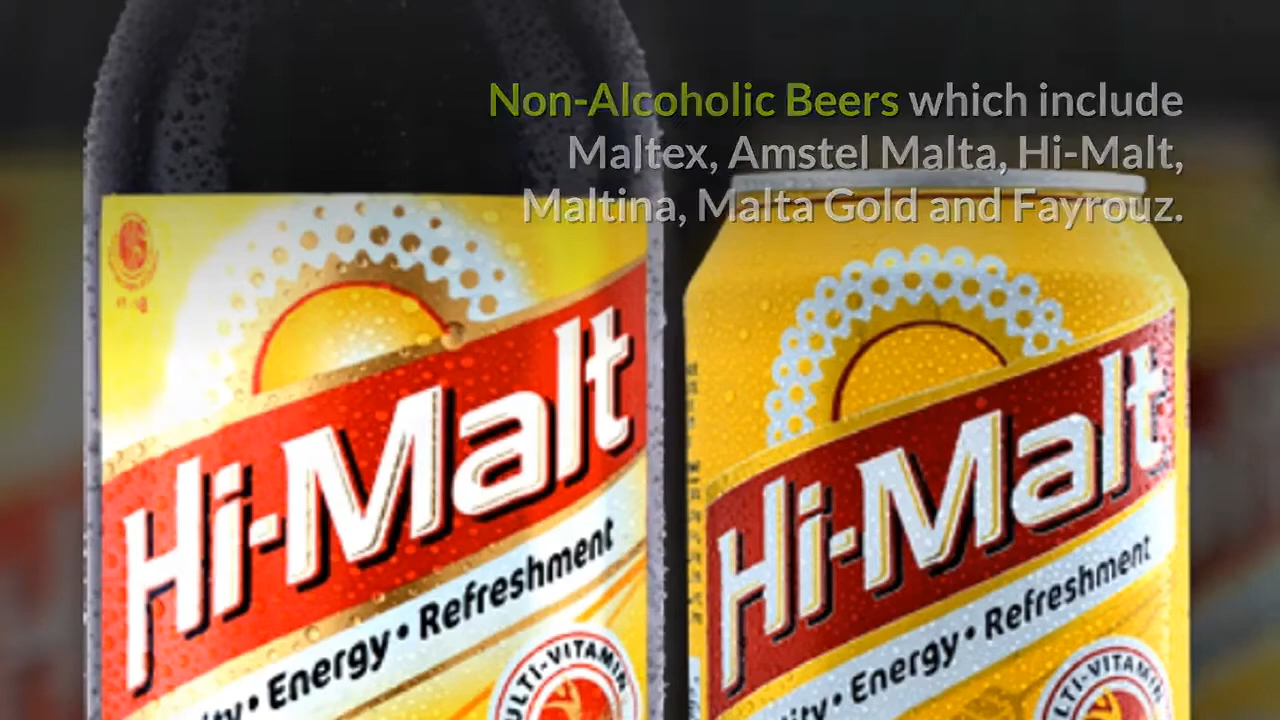 Non-Alcoholic Beers which include
Maltex, Amstel Malta, Hi-Malt,
Maltina, Malta Gold and Fayrouz.
Hi-Malt
Energy • Refreshment
Hi-Malt
Energy • Refreshment